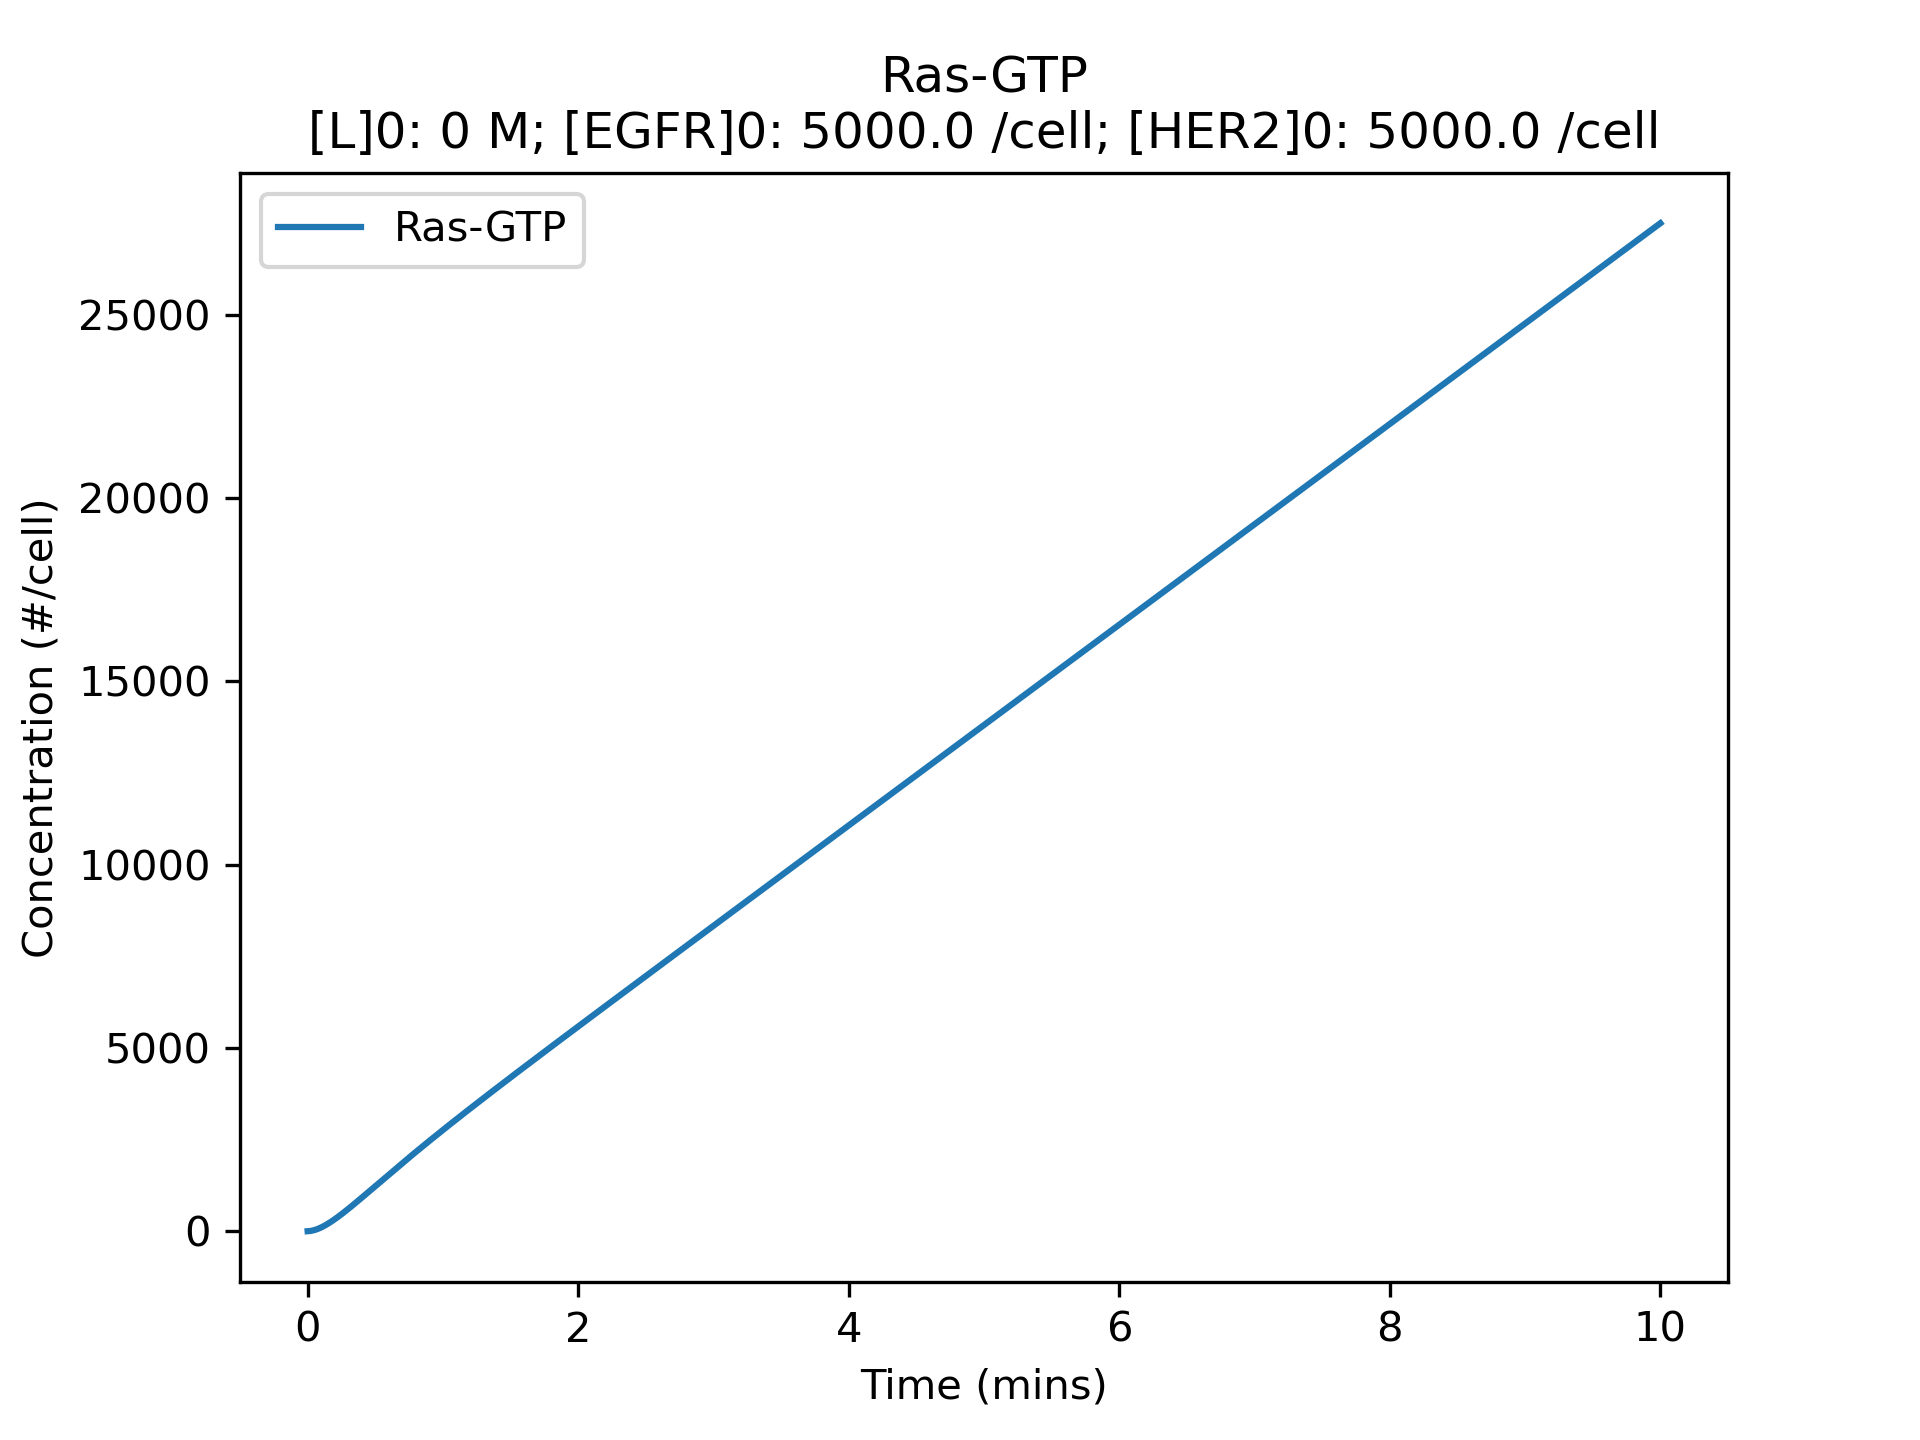 Ras-GTP
[L]0: 0 M; [EGFR]0: 5000.0 /cell; [HER2]0: 5000.0 /cell
Ras-GTP
Concentration (#/cell)
25000
20000
15000
10000
5000
0
0 2 4 6 8 10
Time (mins)